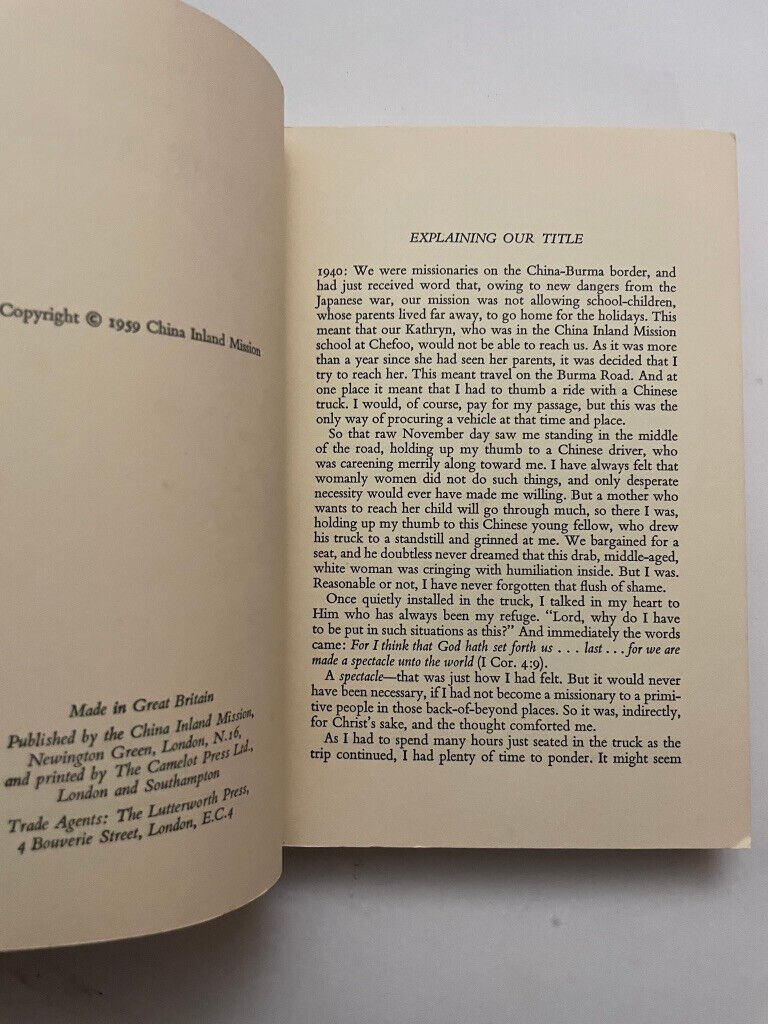 Copyright © 1959 China Inland Mission
Made in Great Britain
Published by the China Inland Mission,
Newington Green, London, N.16,
and printed by The Camelot Press Ltd.,
London and Southampton
Trade Agents: The Lutterworth Press,
4 Bouverie Street, London, E.C.4
EXPLAINING OUR TITLE
1940: We were missionaries on the China-Burma border, and
had just received word that, owing to new dangers from the
Japanese war, our mission was not allowing school-children,
whose parents lived far away, to go home for the holidays. This
meant that our Kathryn, who was in the China Inland Mission
school at Chefoo, would not be able to reach us. As it was more
than a year since she had seen her parents, it was decided that I
try to reach her. This meant travel on the Burma Road. And at
one place it meant that I had to thumb a ride with a Chinese
truck. I would, of course, pay for my passage, but this was the
only way of procuring a vehicle at that time and place.
So that raw November day saw me standing in the middle
of the road, holding up my thumb to a Chinese driver, who
was careening merrily along toward me. I have always felt that
womanly women did not do such things, and only desperate
necessity would ever have made me willing. But a mother who
wants to reach her child will go through much, so there I was,
holding up my thumb to this Chinese young fellow, who drew
his truck to a standstill and grinned at me. We bargained for a
seat, and he doubtless never dreamed that this drab, middle-aged,
white woman was cringing with humiliation inside. But I was.
Reasonable or not, I have never forgotten that flush of shame.
Once quietly installed in the truck, I talked in my heart to
Him who has always been my refuge. “Lord, why do I have
to be put in such situations as this?” And immediately the words
came: For I think that God hath set forth us . . . last . . . for we are
made a spectacle unto the world (I Cor. 4:9).
A spectacle—that was just how I had felt. But it would never
have been necessary, if I had not become a missionary to a primi-
tive people in those back-of-beyond places. So it was, indirectly,
for Christ’s sake, and the thought comforted me.
As I had to spend many hours just seated in the truck as the
trip continued, I had plenty of time to ponder. It might seem